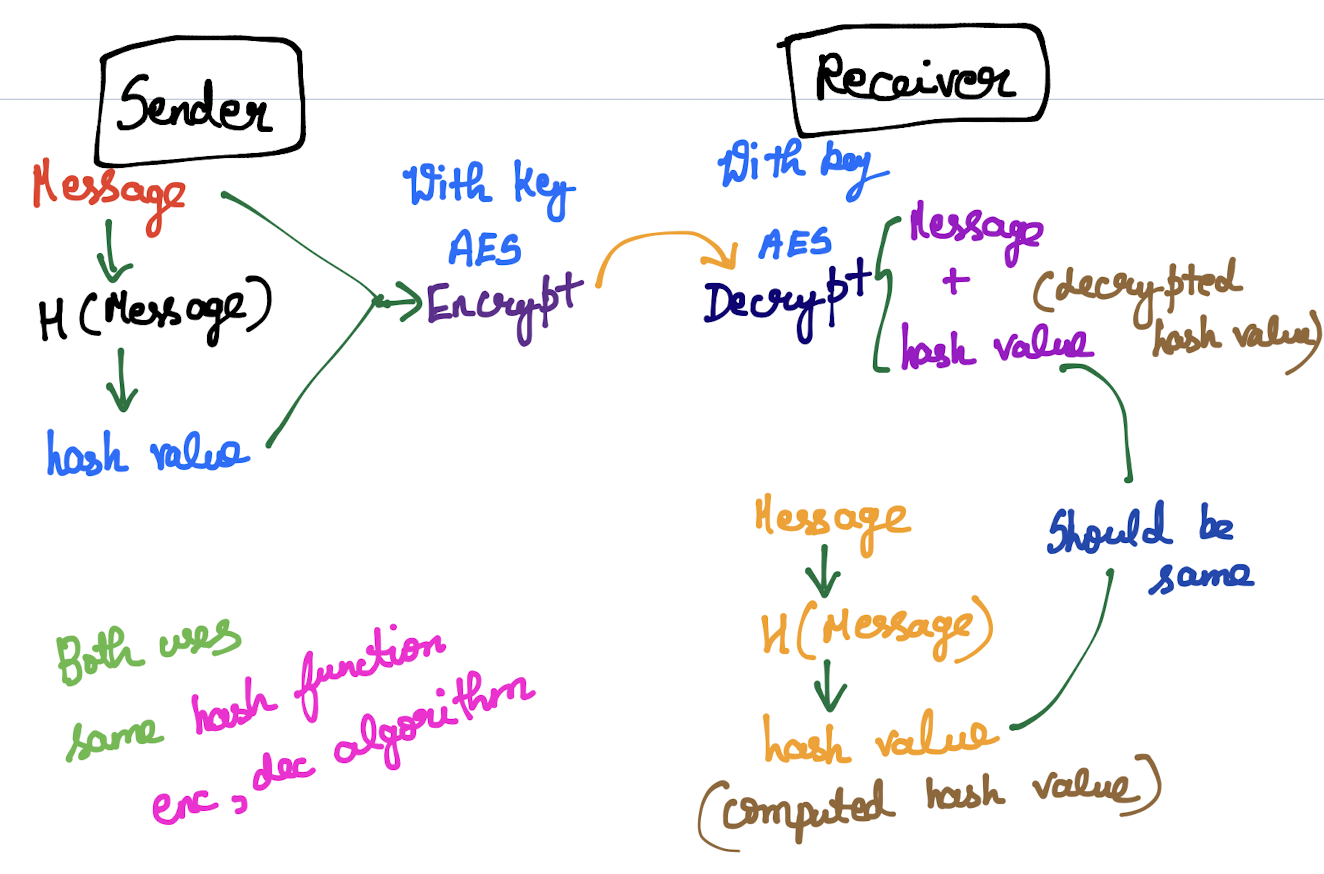 Sender
Message
H (Message)
hash value
With key
AES
Encrypt
Receiver
With key
AES
Decrypt
Message
+
hash value
(decrypted
hash value)
Should be
same
Message
H (Message)
hash value
(computed hash value)
Both uses
same hash function
enc, dec algorithm